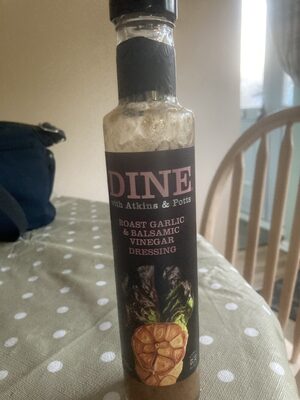 DINE
with Atkins & Potts
ROAST GARLIC
& BALSAMIC
VINEGAR
DRESSING